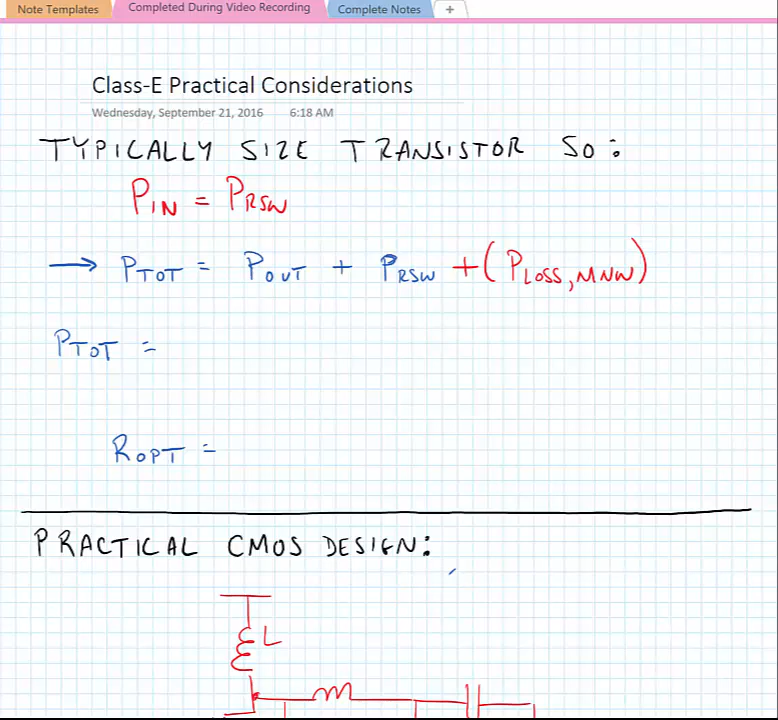 Note Templates Completed During Video Recording Complete Notes +
Class-E Practical Considerations
Wednesday, September 21, 2016 6:18 AM
TYPICALLY SIZE TRANSISTOR SO:
PIN = PRSW
→ PTOT = POUT + PRSW + (PLOSS, MNW)
PTOT =
ROPT =
PRACTICAL CMOS DESIGN:
L